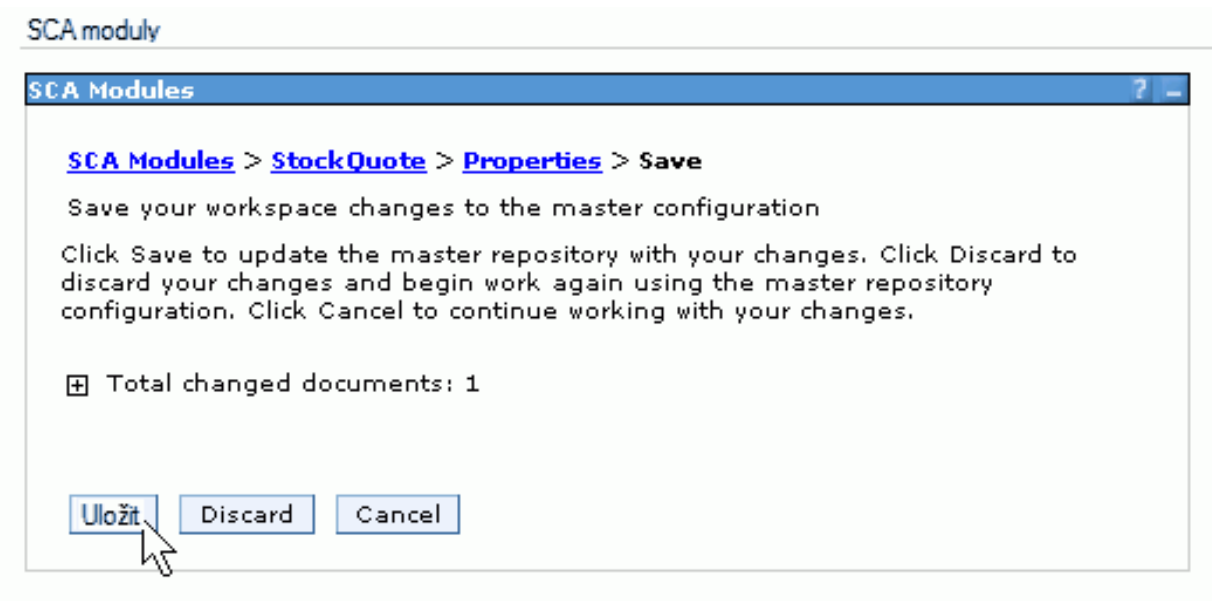 SCA moduly
SCA Modules ? –
SCA Modules > StockQuote > Properties > Save
Save your workspace changes to the master configuration
Click Save to update the master repository with your changes. Click Discard to
discard your changes and begin work again using the master repository
configuration. Click Cancel to continue working with your changes.
+ Total changed documents: 1
Uložit Discard Cancel